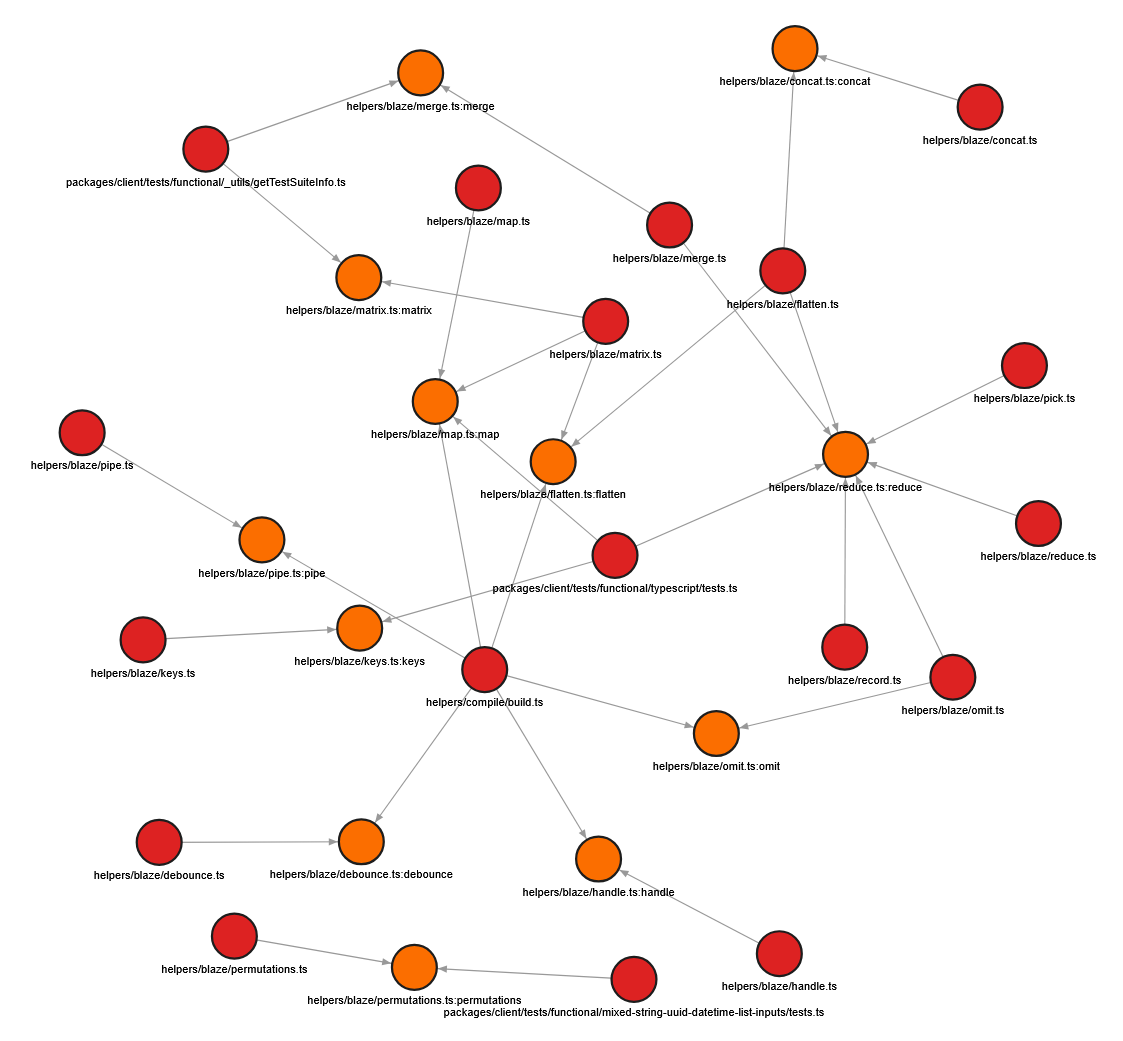 helpers/blaze/concat.ts:concat
helpers/blaze/merge.ts:merge
helpers/blaze/concat.ts
packages/client/tests/functional/_utils/getTestSuiteInfo.ts
helpers/blaze/map.ts
helpers/blaze/merge.ts
helpers/blaze/flatten.ts
helpers/blaze/matrix.ts:matrix
helpers/blaze/matrix.ts
helpers/blaze/pick.ts
helpers/blaze/map.ts:map
helpers/blaze/pipe.ts
helpers/blaze/reduce.ts:reduce
helpers/blaze/flatten.ts:flatten
helpers/blaze/reduce.ts
helpers/blaze/pipe.ts:pipe
packages/client/tests/functional/typescript/tests.ts
helpers/blaze/keys.ts:keys
helpers/blaze/keys.ts
helpers/blaze/record.ts
helpers/compile/build.ts
helpers/blaze/omit.ts
helpers/blaze/omit.ts:omit
helpers/blaze/debounce.ts:debounce
helpers/blaze/debounce.ts
helpers/blaze/handle.ts:handle
helpers/blaze/permutations.ts
helpers/blaze/handle.ts
helpers/blaze/permutations.ts:permutations
packages/client/tests/functional/mixed-string-uuid-datetime-list-inputs/tests.ts